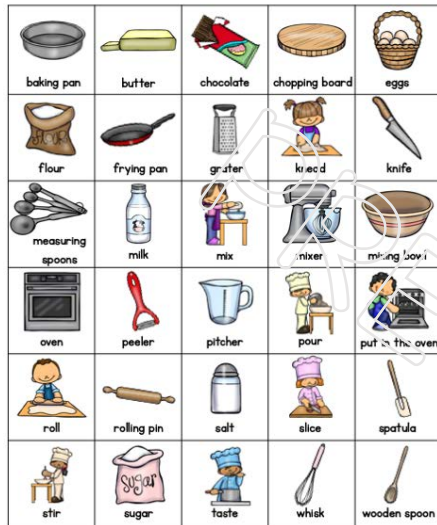 baking pan
butter
chocolate
chopping board
eggs
flour
frying pan
grater
knead
knife
measuring
spoons
milk
mix
mixer
mixing bowl
oven
peeler
pitcher
pour
put in the oven
roll
rolling pin
salt
slice
spatula
stir
Sugar
sugar
taste
whisk
wooden spoon